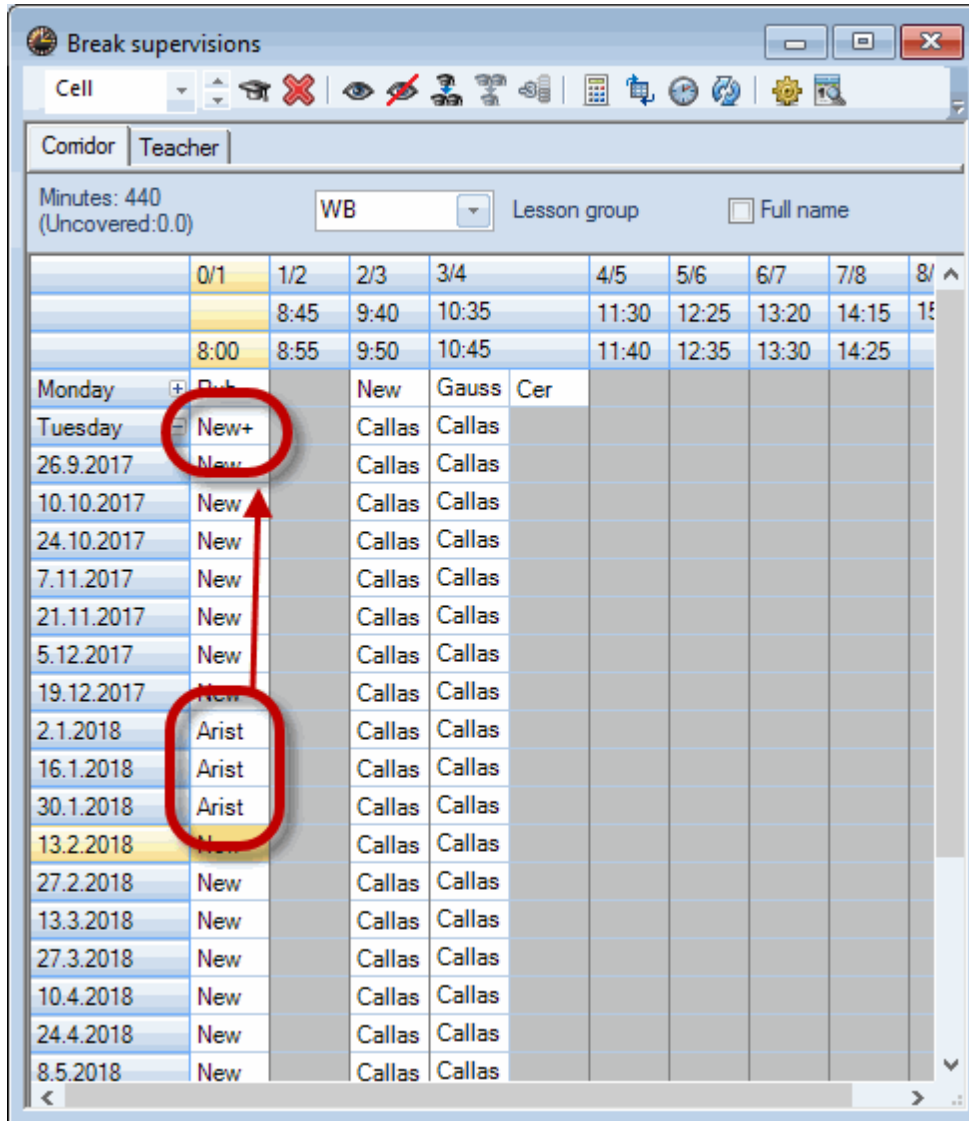 Break supervisions
Cell
Corridor Teacher
Minutes: 440
(Uncovered:0.0)
WB Lesson group Full name
0/1 1/2 2/3 3/4 4/5 5/6 6/7 7/8 8/
8:45 9:40 10:35 11:30 12:25 13:20 14:15 15
8:00 8:55 9:50 10:45 11:40 12:35 13:30 14:25
Monday New Gauss Cer
Tuesday New+ Callas Callas
26.9.2017 New Callas Callas
10.10.2017 New Callas Callas
24.10.2017 New Callas Callas
7.11.2017 New Callas Callas
21.11.2017 New Callas Callas
5.12.2017 New Callas Callas
19.12.2017 New Callas Callas
2.1.2018 Arist Callas Callas
16.1.2018 Arist Callas Callas
30.1.2018 Arist Callas Callas
13.2.2018 New Callas Callas
27.2.2018 New Callas Callas
13.3.2018 New Callas Callas
27.3.2018 New Callas Callas
10.4.2018 New Callas Callas
24.4.2018 New Callas Callas
8.5.2018 New Callas Callas